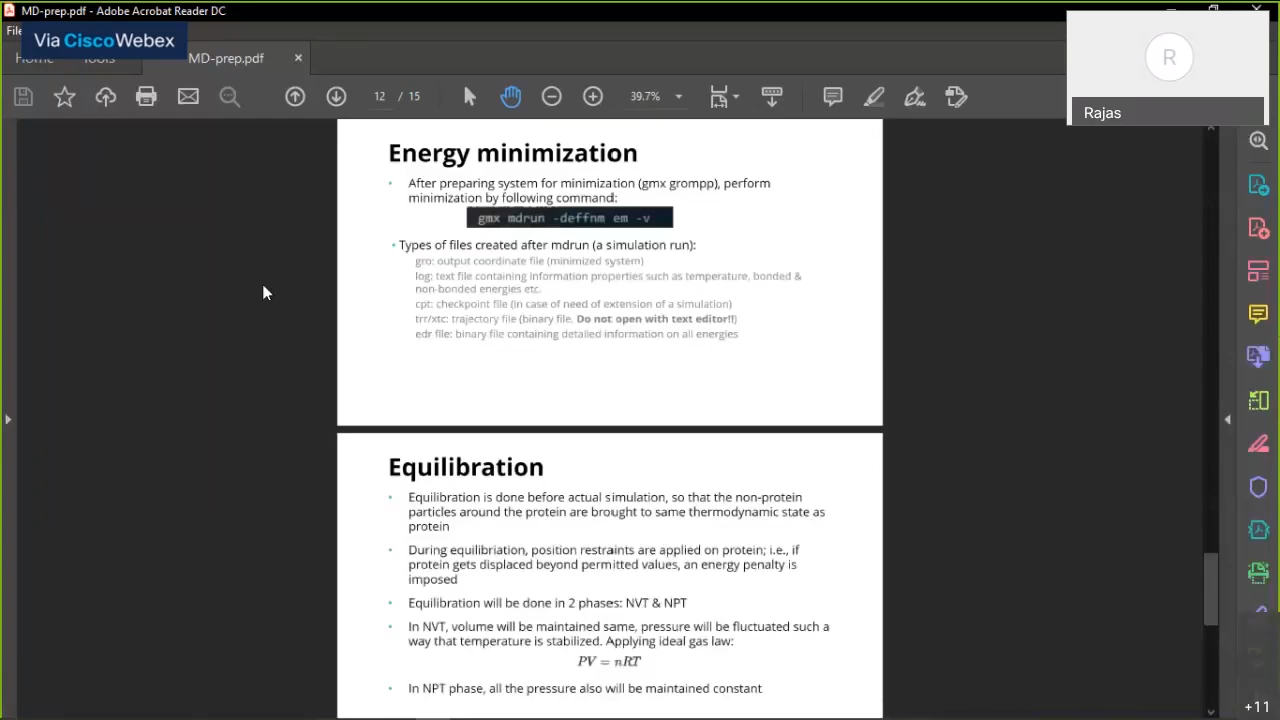 MD-prep.pdf - Adobe Acrobat Reader DC
Via CiscoWebex
Home Tools MD-prep.pdf
12 / 15 39.7%
R
Rajas
Energy minimization
• After preparing system for minimization (gmx grompp), perform
minimization by following command:
gmx mdrun -deffnm em -v
• Types of files created after mdrun (a simulation run):
gro: output coordinate file (minimized system)
log: text file containing information properties such as temperature, bonded &
non-bonded energies etc.
cpt: checkpoint file (in case of need of extension of a simulation)
trr/xtc: trajectory file (binary file. Do not open with text editor!!)
edr file: binary file containing detailed information on all energies
Equilibration
• Equilibration is done before actual simulation, so that the non-protein
particles around the protein are brought to same thermodynamic state as
protein
• During equilibriation, position restraints are applied on protein; i.e., if
protein gets displaced beyond permitted values, an energy penalty is
imposed
• Equilibration will be done in 2 phases: NVT & NPT
• In NVT, volume will be maintained same, pressure will be fluctuated such a
way that temperature is stabilized. Applying ideal gas law:
PV = nRT
• In NPT phase, all the pressure also will be maintained constant
+11